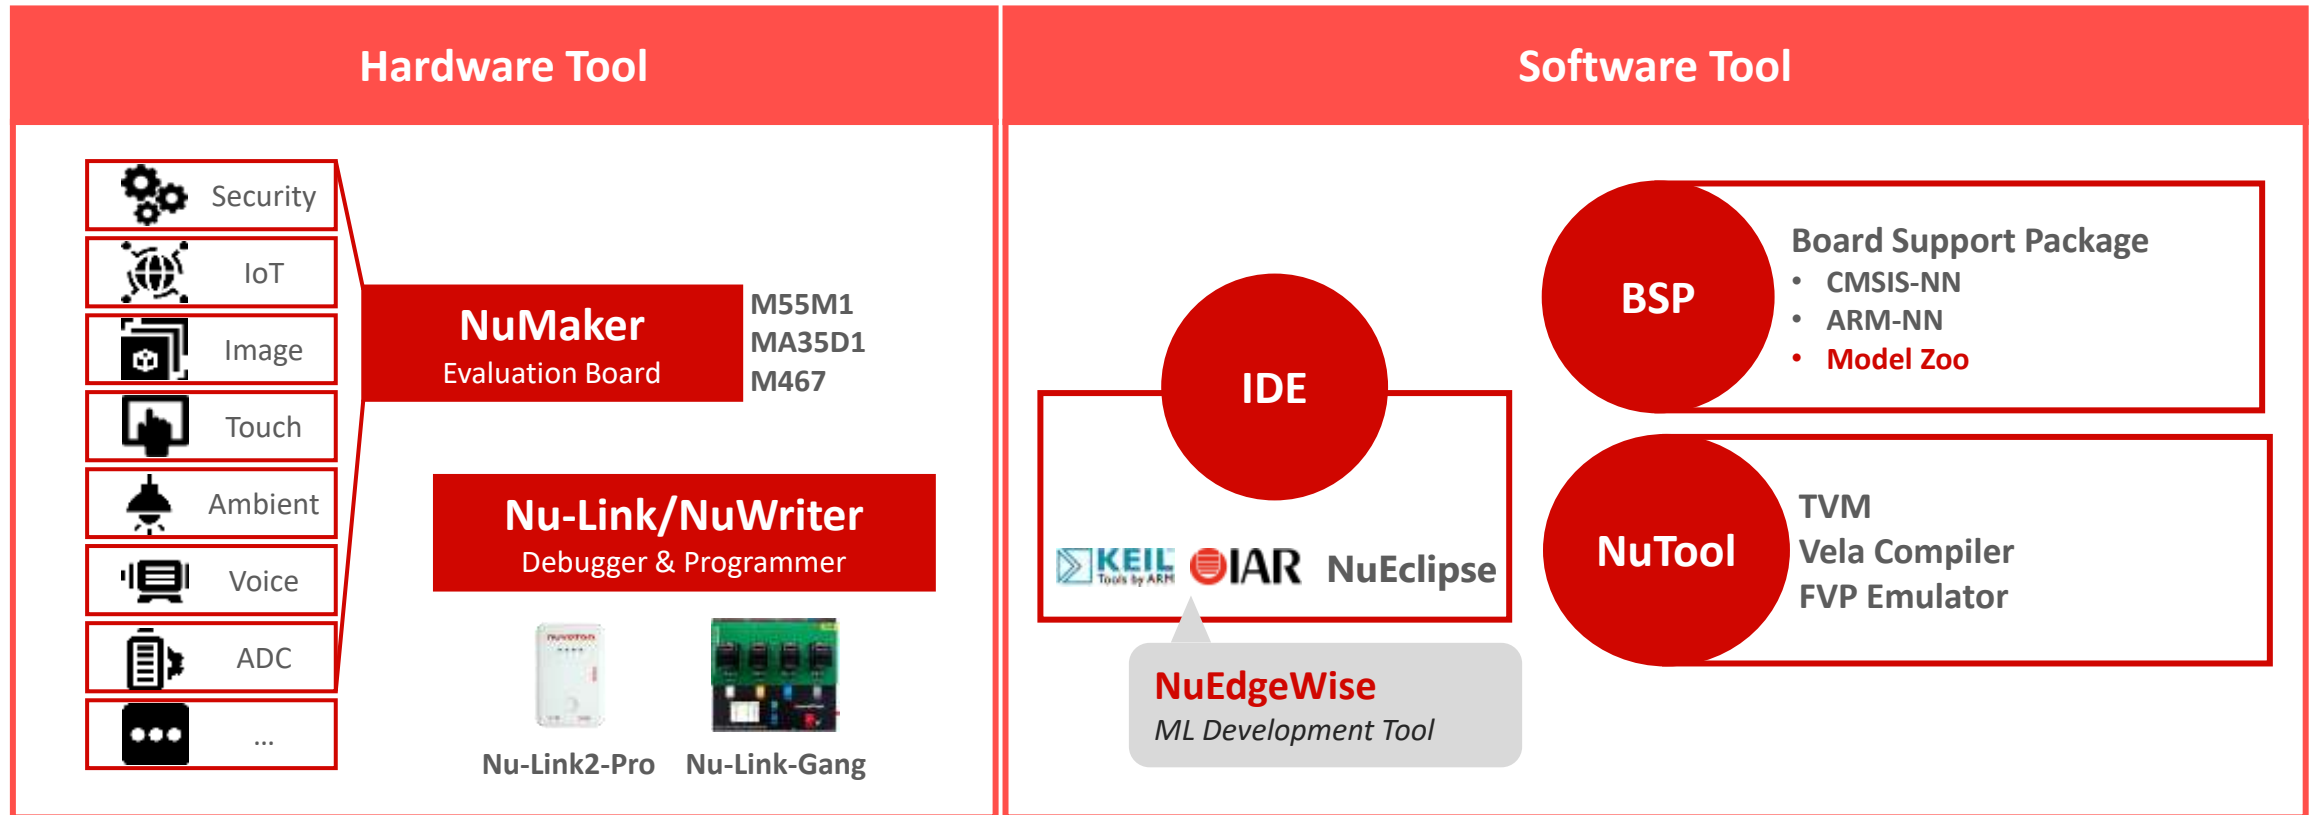 Hardware Tool
Security
IoT
Image
Touch
Ambient
Voice
ADC
...
NuMaker
Evaluation Board
M55M1
MA35D1
M467
Nu-Link/NuWriter
Debugger & Programmer
nuvoton
Nu-Link2-Pro
Nu-Link-Gang
Software Tool
IDE
KEIL
Tools by ARM
IAR
NuEclipse
NuEdgeWise
ML Development Tool
BSP
Board Support Package
• CMSIS-NN
• ARM-NN
• Model Zoo
NuTool
TVM
Vela Compiler
FVP Emulator